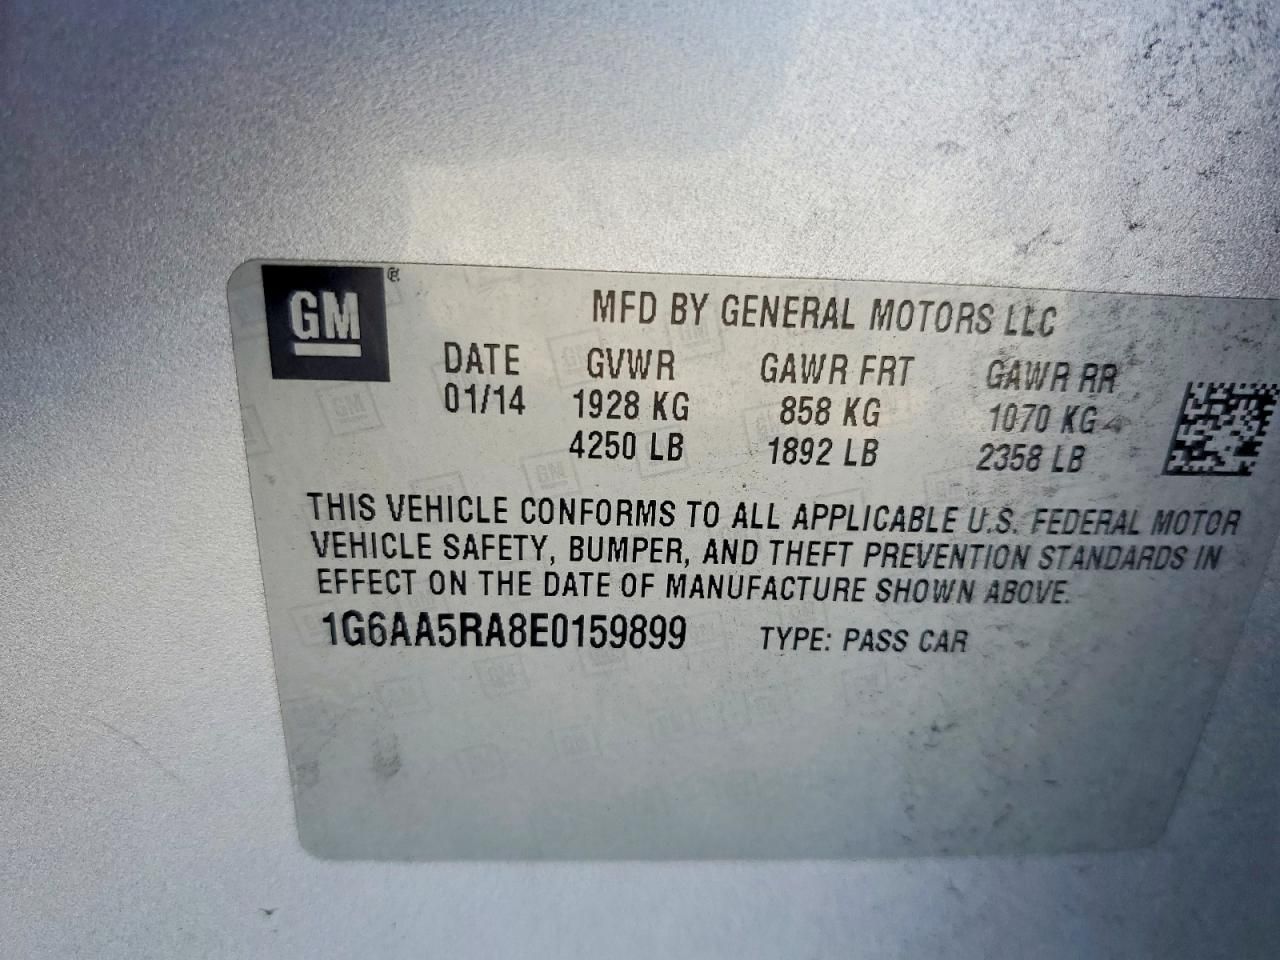 GM®
MFD BY GENERAL MOTORS LLC
DATE GVWR GAWR FRT GAWR RR
01/14 1928 KG 858 KG 1070 KG
4250 LB 1892 LB 2358 LB
THIS VEHICLE CONFORMS TO ALL APPLICABLE U.S. FEDERAL MOTOR
VEHICLE SAFETY, BUMPER, AND THEFT PREVENTION STANDARDS IN
EFFECT ON THE DATE OF MANUFACTURE SHOWN ABOVE.
1G6AA5RA8E0159899 TYPE: PASS CAR